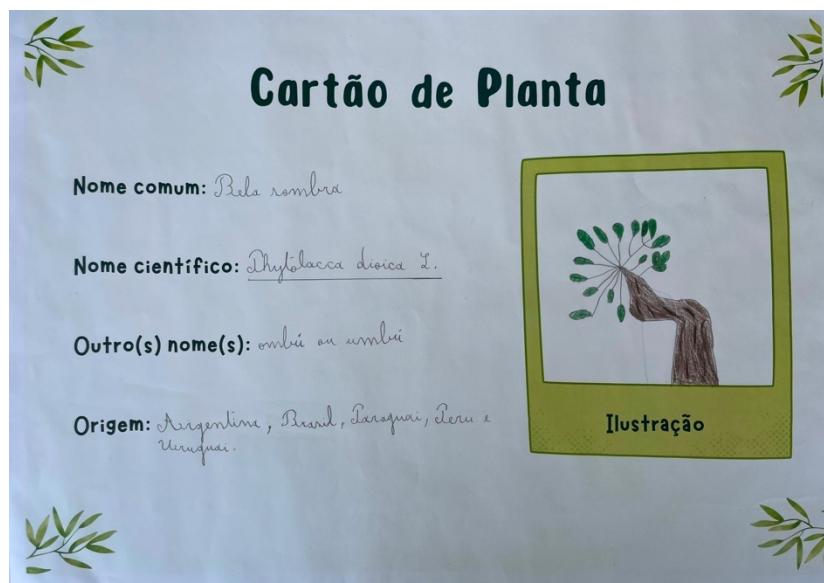 Cartão de Planta
Nome comum: Bela sombra
Nome científico: Phytolacca dioica L.
Outro(s) nome(s): ombú ou umbú
Origem: Argentina, Brasil, Paraguai, Peru e
Uruguai.
Ilustração